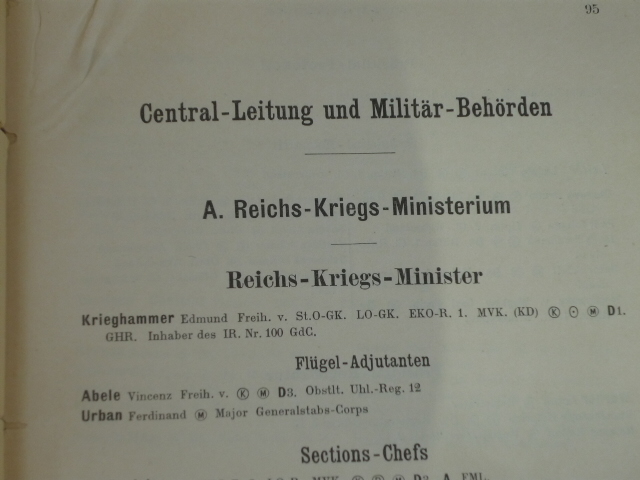 95
Central-Leitung und Militär-Behörden
A. Reichs-Kriegs-Ministerium
Reichs-Kriegs-Minister
Krieghammer Edmund Freih. v. St.O-GK. LO-GK. EKO-R. 1. MVK. (KD) Ⓚ ⊙ Ⓜ D1.
GHR. Inhaber des IR. Nr. 100 GdC.
Flügel-Adjutanten
Abele Vincenz Freih. v. Ⓚ Ⓜ D3. Obstlt. Uhl.-Reg. 12
Urban Ferdinand Ⓜ Major Generalstabs-Corps
Sections-Chefs